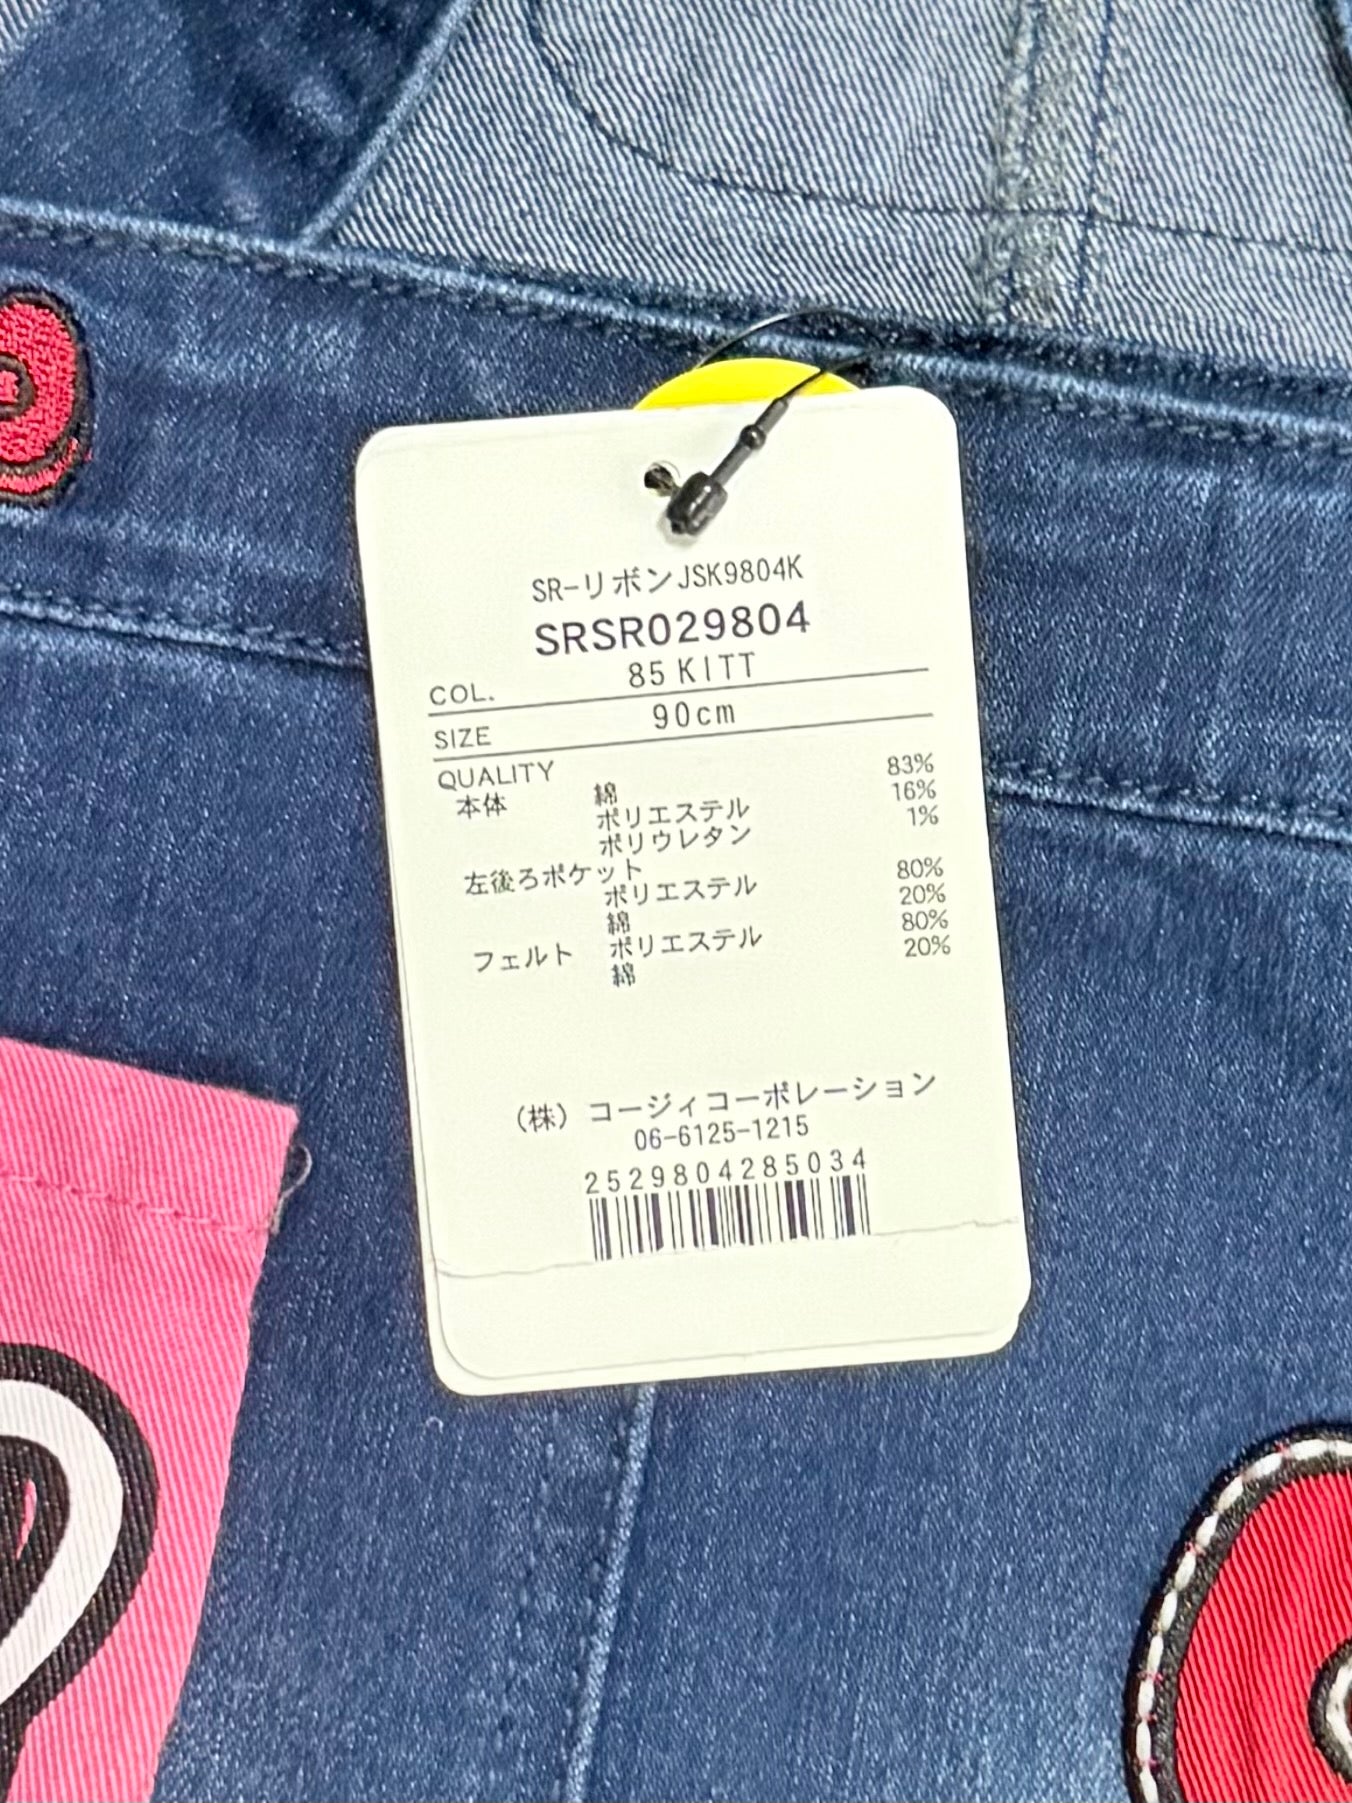 SR-リボンJSK9804K
SRSR029804
COL. 85 KITT
SIZE 90cm
QUALITY
本体 綿 83%
ポリエステル 16%
ポリウレタン 1%
左後ろポケット
ポリエステル 80%
綿 20%
フェルト ポリエステル 80%
綿 20%
(株) コージィコーポレーション
06-6125-1215
2529804285034